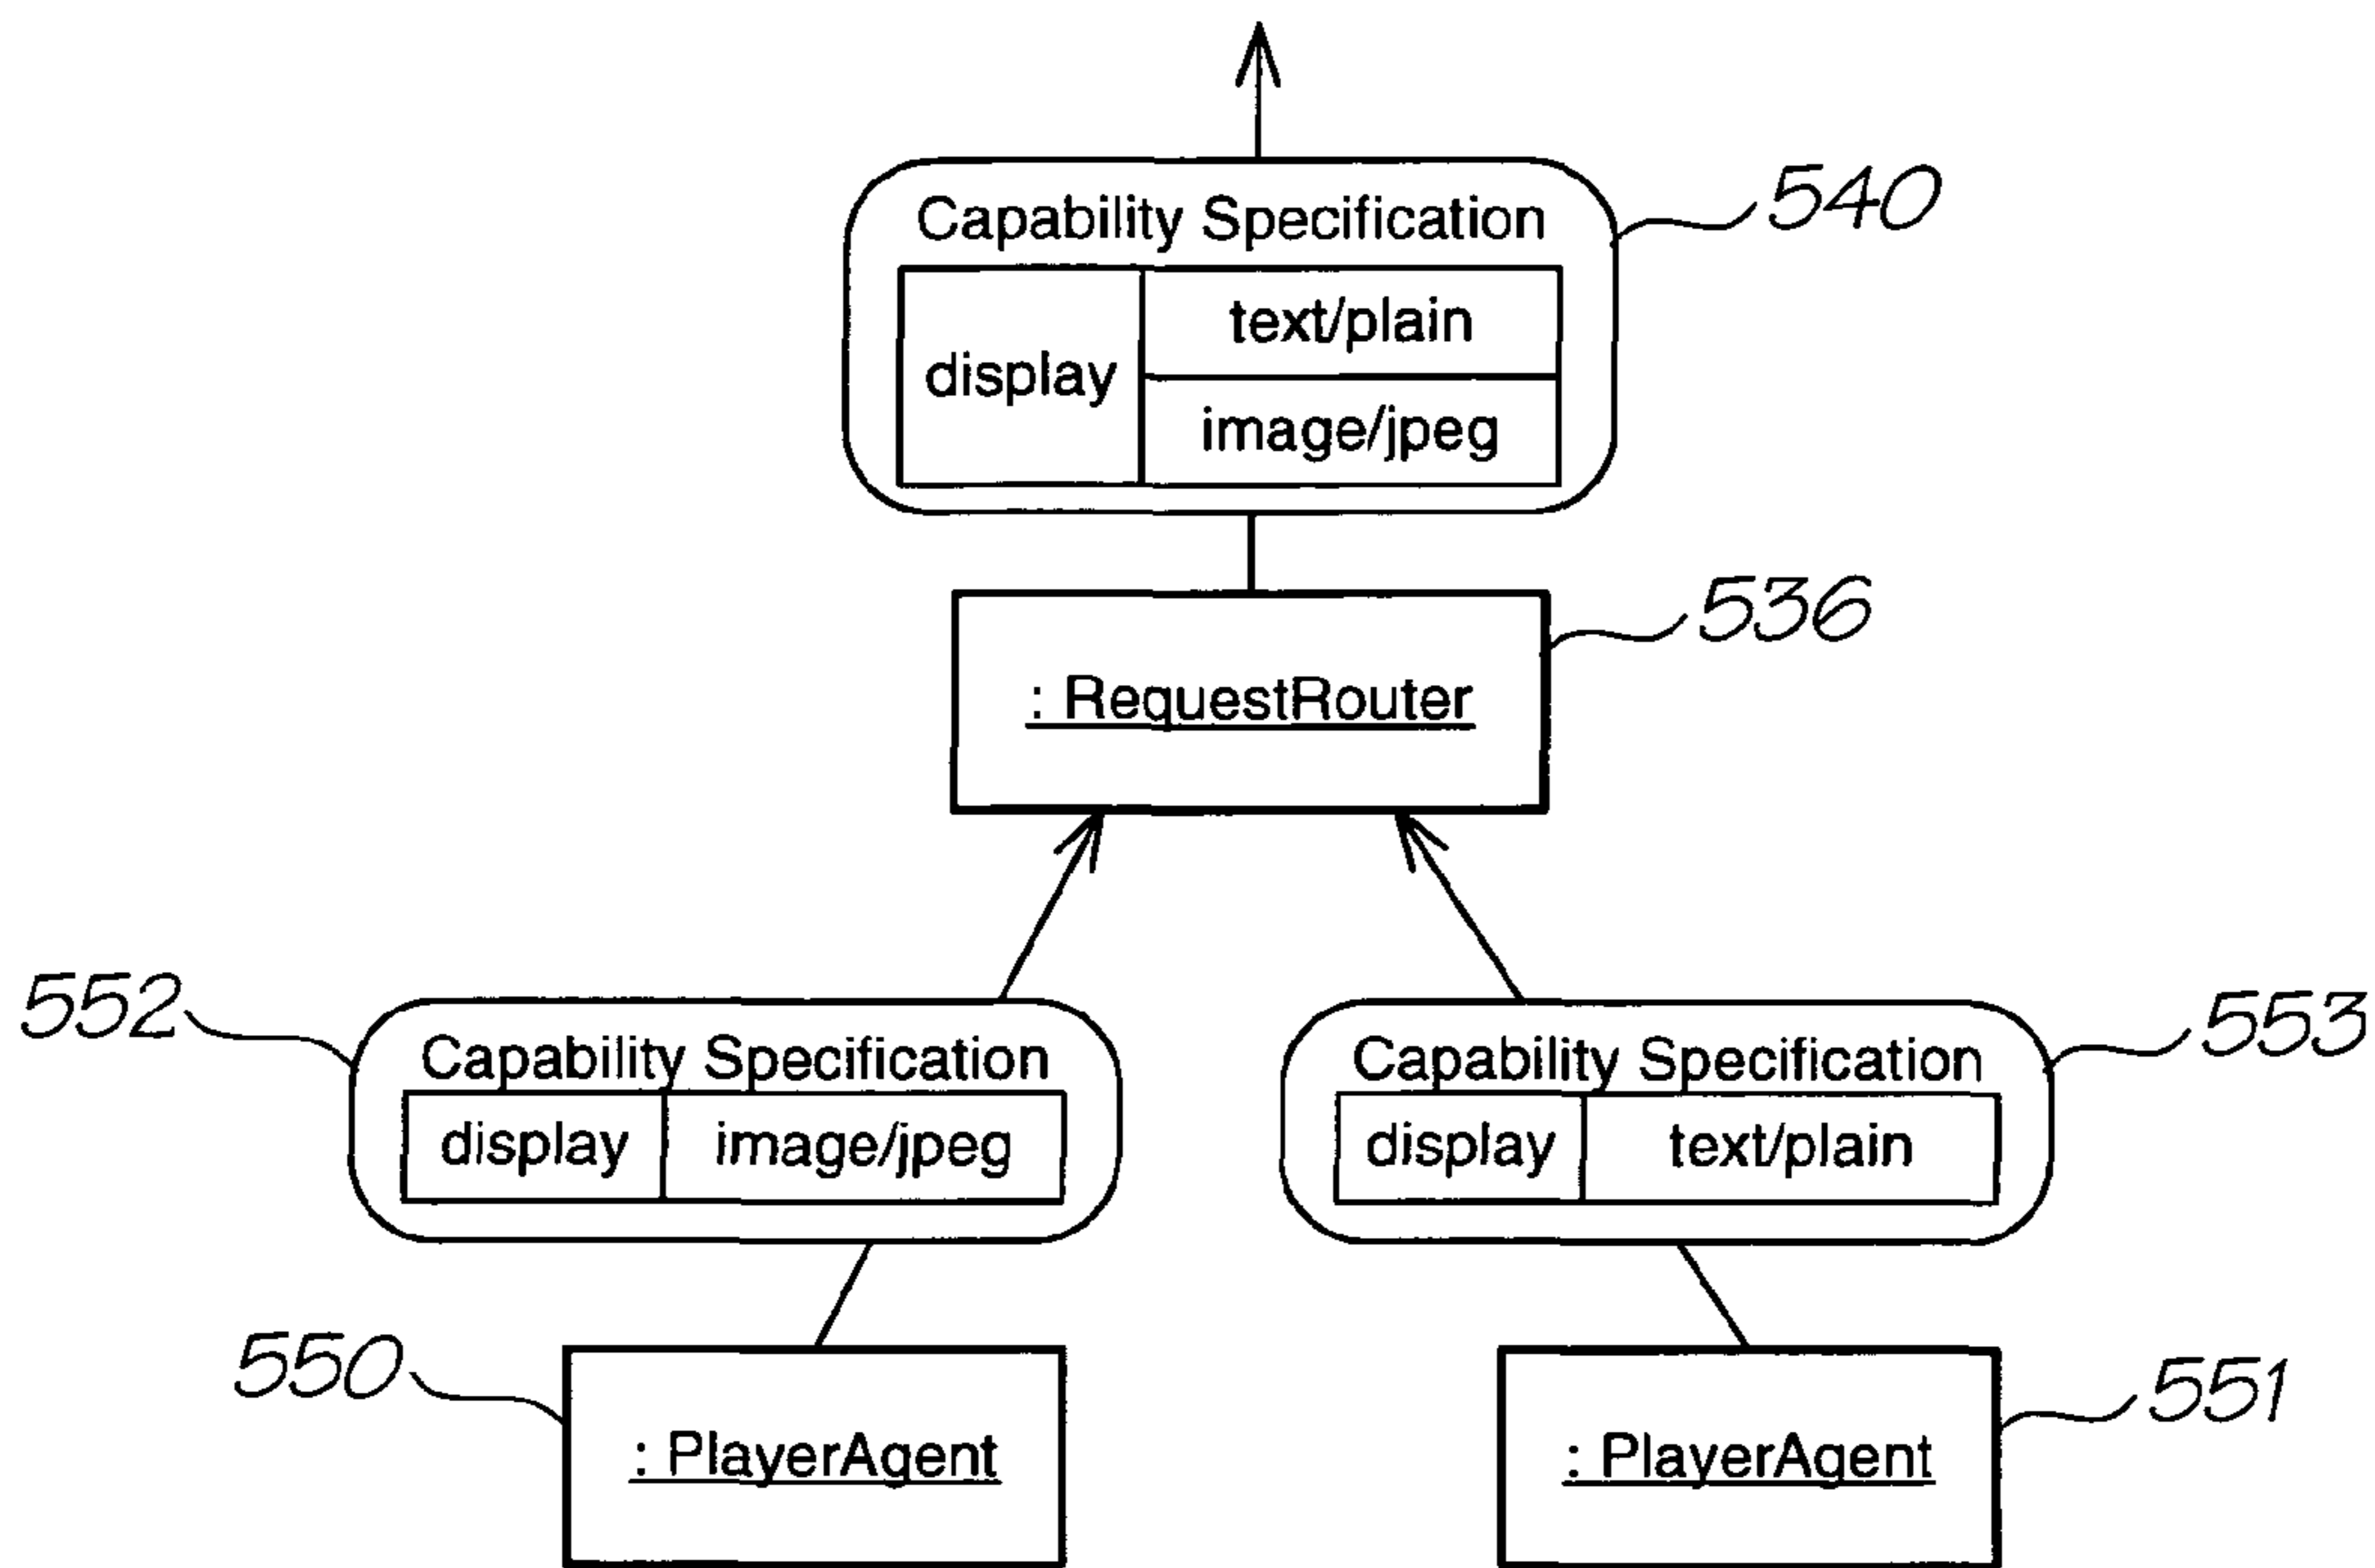 Capability Specification
540
display
text/plain
image/jpeg
536
: RequestRouter
552
Capability Specification
display
image/jpeg
553
Capability Specification
display
text/plain
550
: PlayerAgent
551
: PlayerAgent